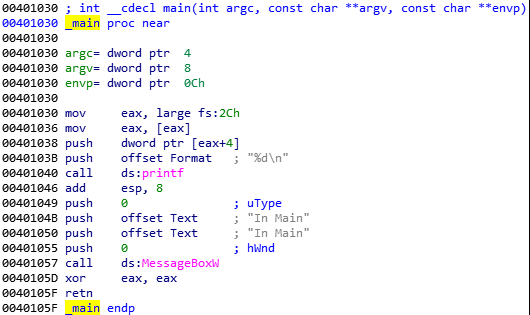 00401030 ; int __cdecl main(int argc, const char **argv, const char **envp)
00401030 _main proc near
00401030
00401030 argc= dword ptr  4
00401030 argv= dword ptr  8
00401030 envp= dword ptr  0Ch
00401030
00401030 mov     eax, large fs:2Ch
00401036 mov     eax, [eax]
00401038 push    dword ptr [eax+4]
0040103B push    offset Format   ; "%d\n"
00401040 call    ds:printf
00401046 add     esp, 8
00401049 push    0               ; uType
0040104B push    offset Text     ; "In Main"
00401050 push    offset Text     ; "In Main"
00401055 push    0               ; hWnd
00401057 call    ds:MessageBoxW
0040105D xor     eax, eax
0040105F retn
0040105F _main endp